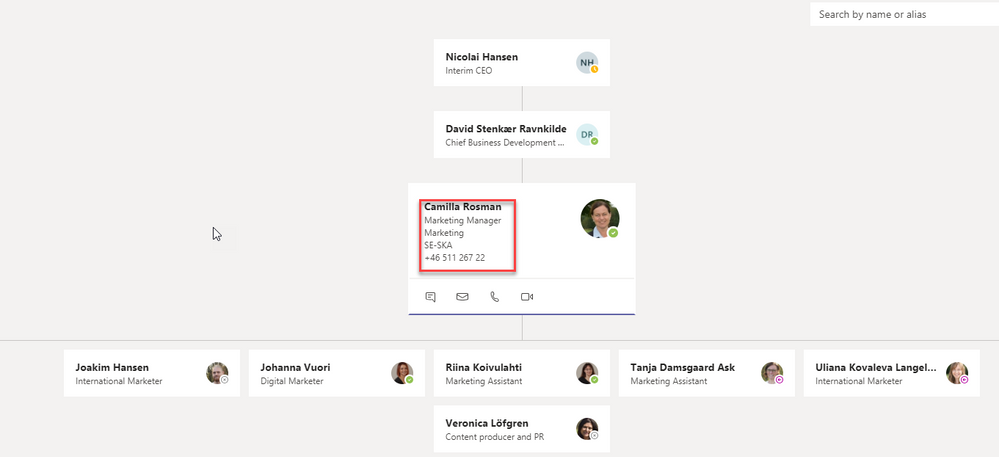 Search by name or alias
Nicolai Hansen
Interim CEO
NH
David Stenkær Ravnkilde
Chief Business Development ...
DR
Camilla Rosman
Marketing Manager
Marketing
SE-SKA
+46 511 267 22
Joakim Hansen
International Marketer
Johanna Vuori
Digital Marketer
Riina Koivulahti
Marketing Assistant
Tanja Damsgaard Ask
Marketing Assistant
Uliana Kovaleva Langel...
International Marketer
Veronica Löfgren
Content producer and PR